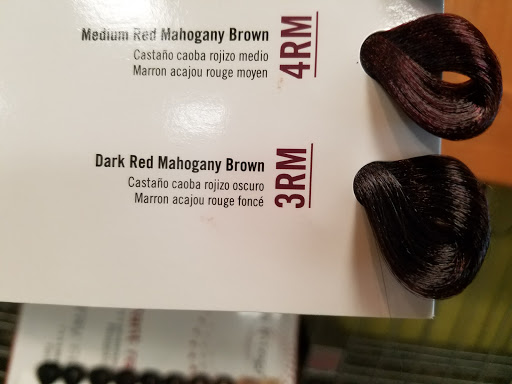 Medium Red Mahogany Brown
Castaño caoba rojizo medio
Marron acajou rouge moyen
4RM
Dark Red Mahogany Brown
Castaño caoba rojizo oscuro
Marron acajou rouge foncé
3RM